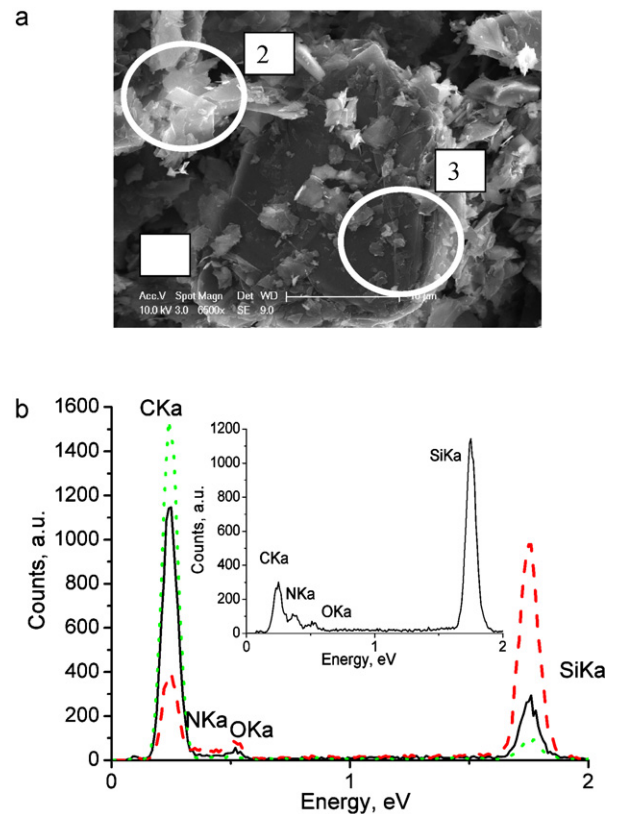 a
2
3
Acc.V Spot Magn Det WD
10.0 kV 3.0 6500x SE 9.0
b
CKa
NKa
OKa
SiKa
Counts, a.u.
1600
1400
1200
1000
800
600
400
200
0
0
1
2
Energy, eV
CKa
NKa
OKa
SiKa
Counts, a.u.
1200
1000
800
600
400
200
0
0
1
2
Energy, eV